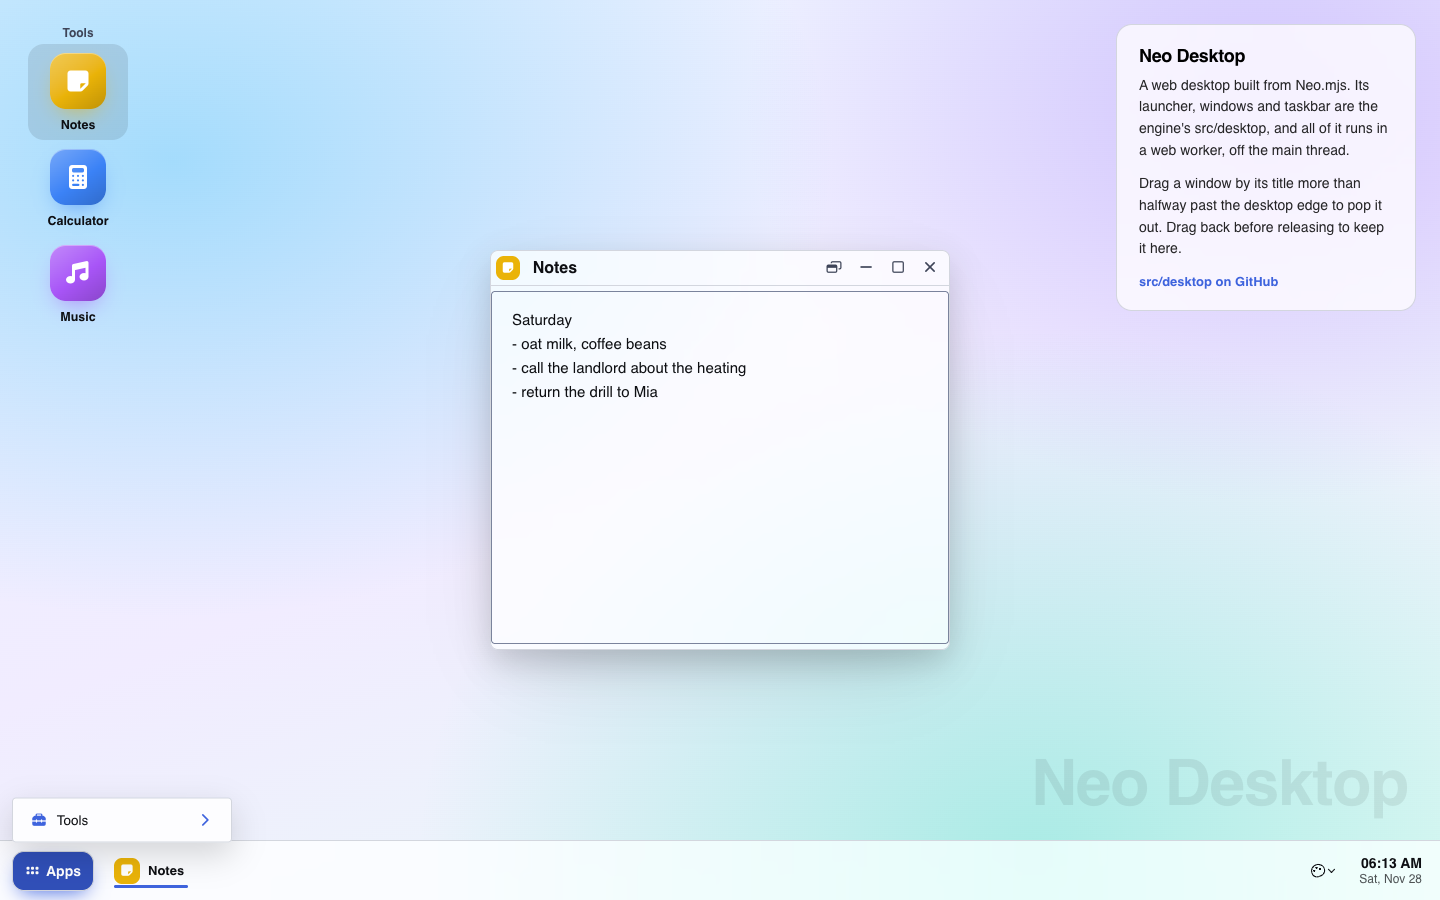 Tools
Notes
Calculator
Music
Neo Desktop
A web desktop built from Neo.mjs. Its
launcher, windows and taskbar are the
engine's src/desktop, and all of it runs in
a web worker, off the main thread.
Drag a window by its title more than
halfway past the desktop edge to pop it
out. Drag back before releasing to keep
it here.
src/desktop on GitHub
Notes
Saturday
- oat milk, coffee beans
- call the landlord about the heating
- return the drill to Mia
Neo Desktop
Tools
Apps
Notes
06:13 AM
Sat, Nov 28